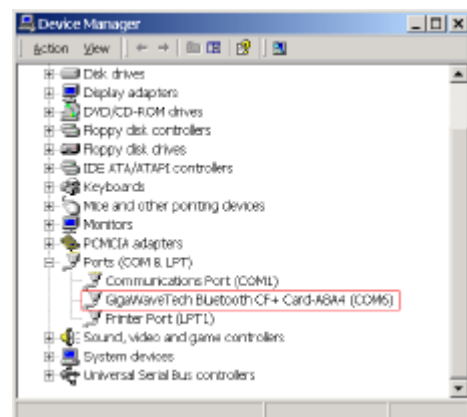 Device Manager
Action View
Disk drives
Display adapters
DVD/CD-ROM drives
Floppy disk controllers
Floppy disk drives
IDE ATA/ATAPI controllers
Keyboards
Mice and other pointing devices
Monitors
PCMCIA adapters
Ports (COM & LPT)
Communications Port (COM1)
GigaWaveTech Bluetooth CF+ Card-A8A4 (COM6)
Printer Port (LPT1)
Sound, video and game controllers
System devices
Universal Serial Bus controllers